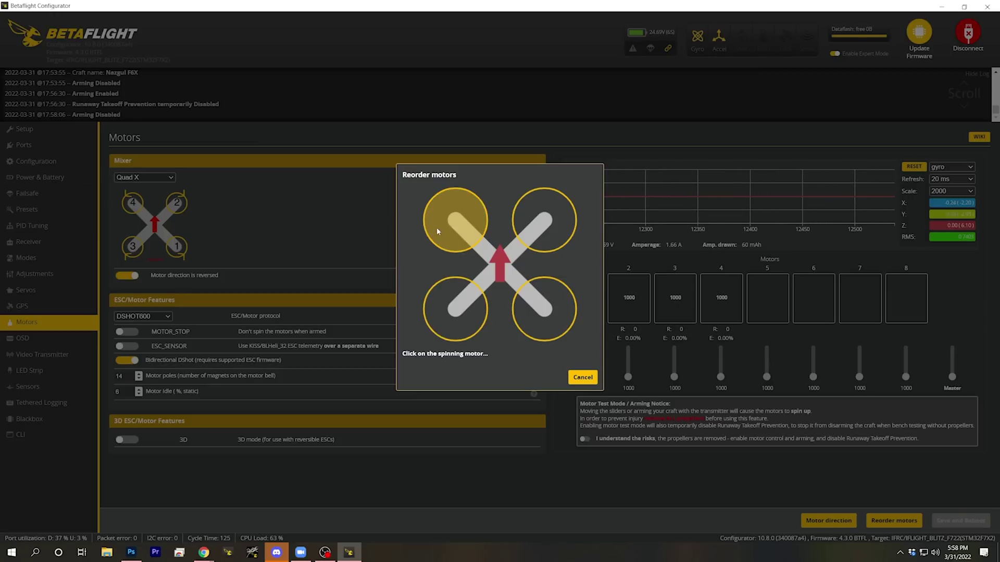 Betaflight Configurator
BETAFLIGHT
Configurator: 10.8.0 (340087a4)
Firmware: 4.3.0 BTFL
Target: IFRC/IFLIGHT_BLITZ_F722(STM32F7X2)
24.69V (6S)
Gyro
Accel
Dataflash: free 0B
Enable Expert Mode
Update
Firmware
Disconnect
2022-03-31 @17:53:55 -- Craft name: Nazgul F6X
2022-03-31 @17:53:55 -- Arming Disabled
2022-03-31 @17:56:30 -- Arming Enabled
2022-03-31 @17:56:30 -- Runaway Takeoff Prevention temporarily Disabled
2022-03-31 @17:58:06 -- Arming Disabled
Hide Log
Scroll
Setup
Ports
Configuration
Power & Battery
Failsafe
Presets
PID Tuning
Receiver
Modes
Adjustments
Servos
GPS
Motors
OSD
Video Transmitter
LED Strip
Sensors
Tethered Logging
Blackbox
CLI
Motors
WIKI
Mixer
Quad X
4 2
3 1
Motor direction is reversed
ESC/Motor Features
DSHOT600 ESC/Motor protocol
MOTOR_STOP Don't spin the motors when armed
ESC_SENSOR Use KISS/BLHeli_32 ESC telemetry over a separate wire
Bidirectional DShot (requires supported ESC firmware)
14 Motor poles (number of magnets on the motor bell)
6 Motor Idle ( %, static)
3D ESC/Motor Features
3D 3D mode (for use with reversible ESCs)
Reorder motors
Click on the spinning motor...
Cancel
RESET gyro
Refresh: 20 ms
Scale: 2000
X: -0.24 (-2.20)
Y:
Z: 0.00 (6.10)
RMS: 0.7403
12300 12350 12400 12450 12500
V Amperage: 1.66 A Amp. drawn: 60 mAh
Motors
2 3 4 5 6 7 8
1000 1000 1000
R: 0 R: 0 R: 0
E: 0.00% E: 0.00% E: 0.00%
1000 1000 1000 1000 1000 1000 1000 Master
Motor Test Mode / Arming Notice:
Moving the sliders or arming your craft with the transmitter will cause the motors to spin up.
In order to prevent injury before using this feature.
Enabling motor test mode will also temporarily disable Runaway Takeoff Prevention, to stop it from disarming the craft when bench testing without propellers.
I understand the risks, the propellers are removed - enable motor control and arming, and disable Runaway Takeoff Prevention.
Motor direction
Reorder motors
Save and Reboot
Port utilization: D: 37 % U: 3 % Packet error: 0 I2C error: 0 Cycle Time: 125 CPU Load: 63 %
Configurator: 10.8.0 (340087a4) , Firmware: 4.3.0 BTFL , Target: IFRC/IFLIGHT_BLITZ_F722(STM32F7X2)
Ps
Pr
5:58 PM
3/31/2022